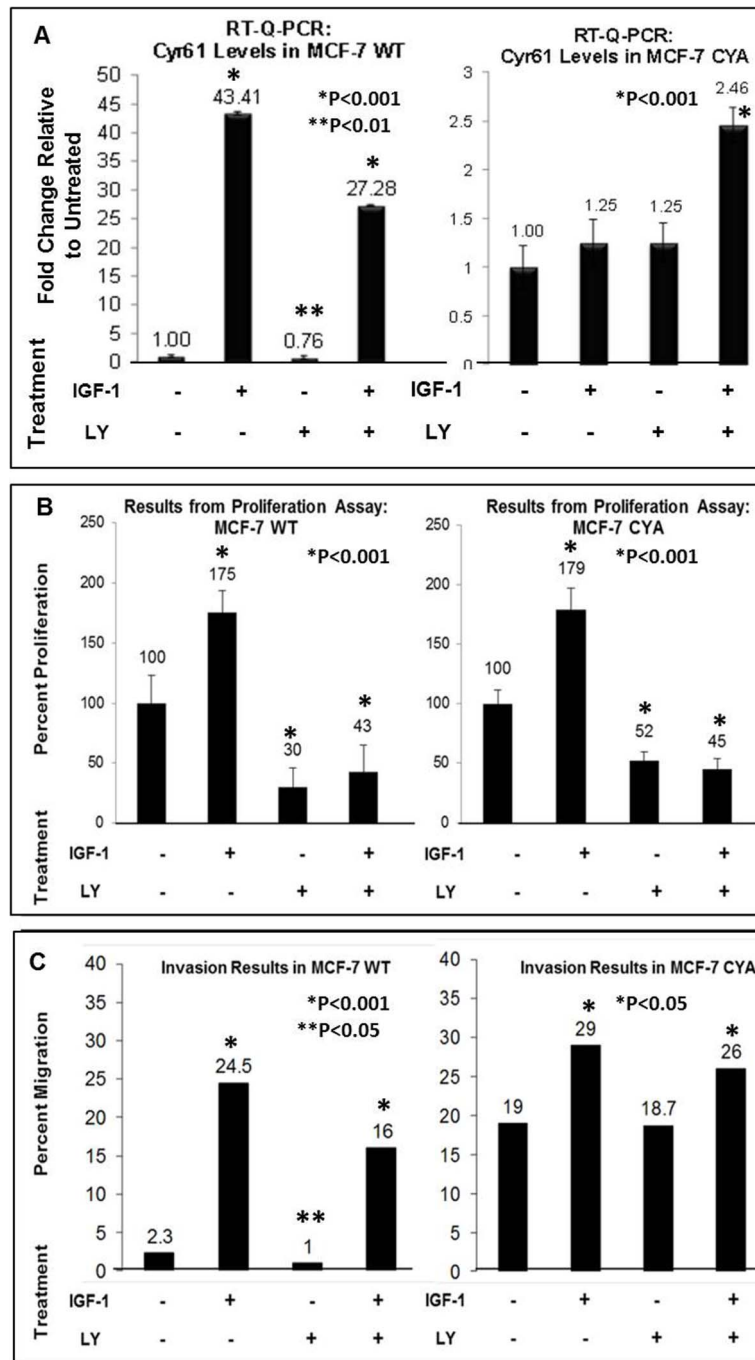 A
RT-Q-PCR:
Cyr61 Levels in MCF-7 WT
RT-Q-PCR:
Cyr61 Levels in MCF-7 CYA
Fold Change Relative
to Untreated
50
45
40
35
30
25
20
15
10
5
0
1.00
*
43.41
**
0.76
*
27.28
*P<0.001
**P<0.01
3
2.5
2
1.5
1
0.5
0
1.00
1.25
1.25
2.46
*
*P<0.001
Treatment
IGF-1 - + - + - + - +
LY - - + + - - + +
B
Results from Proliferation Assay:
MCF-7 WT
Results from Proliferation Assay:
MCF-7 CYA
Percent Proliferation
250
200
150
100
50
0
100
*
175
*
30
*
43
*P<0.001
250
200
150
100
50
0
100
*
179
*
52
*
45
*P<0.001
Treatment
IGF-1 - + - + IGF-1 - + - +
LY - - + + LY - - + +
C
Invasion Results in MCF-7 WT
Invasion Results in MCF-7 CYA
Percent Migration
40
35
30
25
20
15
10
5
0
2.3
*
24.5
**
1
*
16
*P<0.001
**P<0.05
40
35
30
25
20
15
10
5
0
19
*
29
18.7
*
26
*P<0.05
Treatment
IGF-1 - + - + - + - +
LY - - + + - - + +